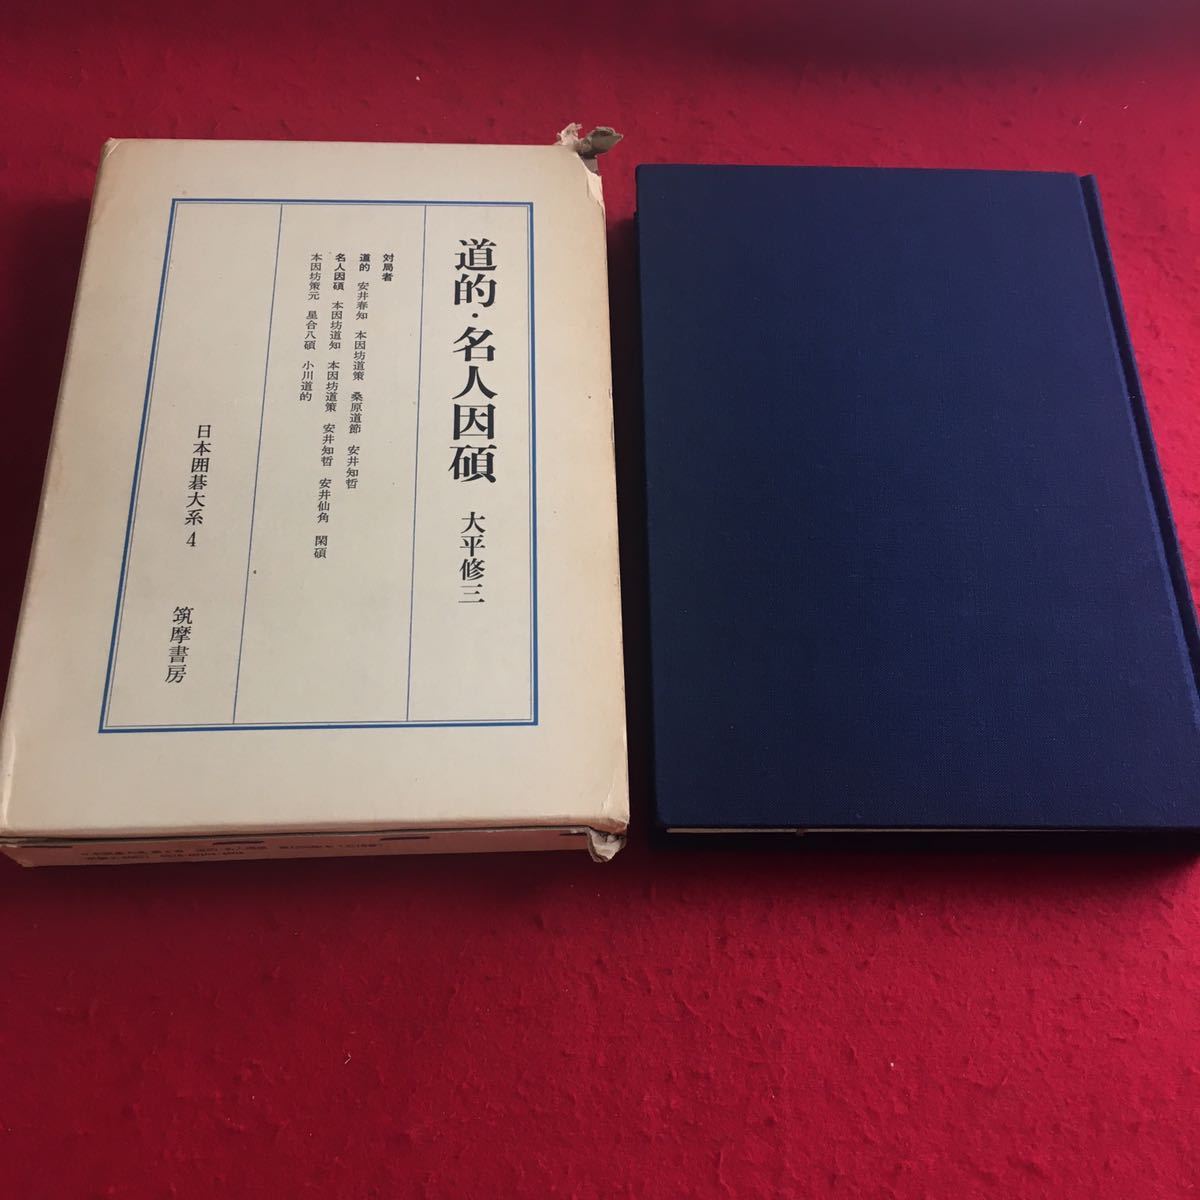 道的・名人因碩 大平修三
対局者
道的 安井春知 本因坊道策 桑原道節 安井知哲
名人因碩 本因坊道知 本因坊道策 安井知哲 安井仙角 閑碩
本因坊策元 星合八碩 小川道的
日本囲碁大系 4
筑摩書房